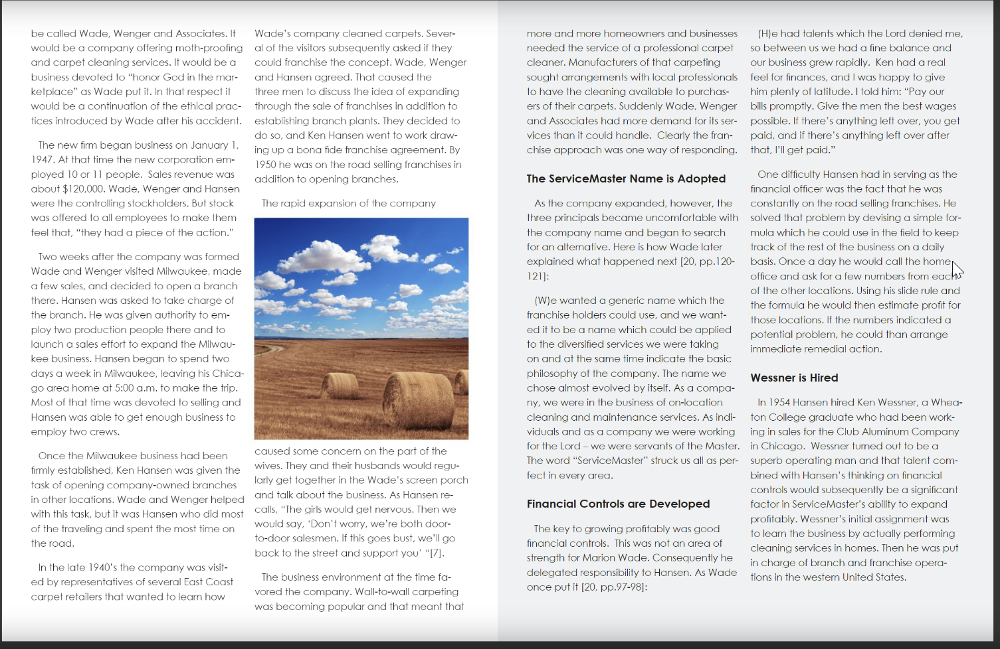 be called Wade, Wenger and Associates. It
would be a company offering moth-proofing
and carpet cleaning services. It would be a
business devoted to “honor God in the mar-
ketplace” as Wade put it. In that respect it
would be a continuation of the ethical prac-
tices introduced by Wade after his accident.
The new firm began business on January 1,
1947. At that time the new corporation em-
ployed 10 or 11 people.  Sales revenue was
about $120,000. Wade, Wenger and Hansen
were the controlling stockholders. But stock
was offered to all employees to make them
feel that, “they had a piece of the action.”
Two weeks after the company was formed
Wade and Wenger visited Milwaukee, made
a few sales, and decided to open a branch
there. Hansen was asked to take charge of
the branch. He was given authority to em-
ploy two production people there and to
launch a sales effort to expand the Milwau-
kee business. Hansen began to spend two
days a week in Milwaukee, leaving his Chica-
go area home at 5:00 a.m. to make the trip.
Most of that time was devoted to selling and
Hansen was able to get enough business to
employ two crews.
Once the Milwaukee business had been
firmly established, Ken Hansen was given the
task of opening company-owned branches
in other locations. Wade and Wenger helped
with this task, but it was Hansen who did most
of the traveling and spent the most time on
the road.
In the late 1940’s the company was visit-
ed by representatives of several East Coast
carpet retailers that wanted to learn how
Wade’s company cleaned carpets. Sever-
al of the visitors subsequently asked if they
could franchise the concept. Wade, Wenger
and Hansen agreed. That caused the
three men to discuss the idea of expanding
through the sale of franchises in addition to
establishing branch plants. They decided to
do so, and Ken Hansen went to work draw-
ing up a bona fide franchise agreement. By
1950 he was on the road selling franchises in
addition to opening branches.
The rapid expansion of the company
caused some concern on the part of the
wives. They and their husbands would regu-
larly get together in the Wade’s screen porch
and talk about the business. As Hansen re-
calls, “The girls would get nervous. Then we
would say, ‘Don’t worry, we’re both door-
to-door salesmen. If this goes bust, we’ll go
back to the street and support you’ “[7].
The business environment at the time fa-
vored the company. Wall-to-wall carpeting
was becoming popular and that meant that
more and more homeowners and businesses
needed the service of a professional carpet
cleaner. Manufacturers of that carpeting
sought arrangements with local professionals
to have the cleaning available to purchas-
ers of their carpets. Suddenly Wade, Wenger
and Associates had more demand for its ser-
vices than it could handle.  Clearly the fran-
chise approach was one way of responding.
The ServiceMaster Name is Adopted
As the company expanded, however, the
three principals became uncomfortable with
the company name and began to search
for an alternative. Here is how Wade later
explained what happened next [20, pp.120-
121]:
(W)e wanted a generic name which the
franchise holders could use, and we want-
ed it to be a name which could be applied
to the diversified services we were taking
on and at the same time indicate the basic
philosophy of the company. The name we
chose almost evolved by itself. As a compa-
ny, we were in the business of on-location
cleaning and maintenance services. As indi-
viduals and as a company we were working
for the Lord – we were servants of the Master.
The word “ServiceMaster” struck us all as per-
fect in every area.
Financial Controls are Developed
The key to growing profitably was good
financial controls.  This was not an area of
strength for Marion Wade. Consequently he
delegated responsibility to Hansen. As Wade
once put it [20, pp.97-98]:
(H)e had talents which the Lord denied me,
so between us we had a fine balance and
our business grew rapidly.  Ken had a real
feel for finances, and I was happy to give
him plenty of latitude. I told him: “Pay our
bills promptly. Give the men the best wages
possible. If there’s anything left over, you get
paid, and if there’s anything left over after
that, I’ll get paid.”
One difficulty Hansen had in serving as the
financial officer was the fact that he was
constantly on the road selling franchises. He
solved that problem by devising a simple for-
mula which he could use in the field to keep
track of the rest of the business on a daily
basis. Once a day he would call the home
office and ask for a few numbers from each
of the other locations. Using his slide rule and
the formula he would then estimate profit for
those locations. If the numbers indicated a
potential problem, he could than arrange
immediate remedial action.
Wessner is Hired
In 1954 Hansen hired Ken Wessner, a Whea-
ton College graduate who had been work-
ing in sales for the Club Aluminum Company
in Chicago.  Wessner turned out to be a
superb operating man and that talent com-
bined with Hansen’s thinking on financial
controls would subsequently be a significant
factor in ServiceMaster’s ability to expand
profitably. Wessner’s initial assignment was
to learn the business by actually performing
cleaning services in homes. Then he was put
in charge of branch and franchise opera-
tions in the western United States.